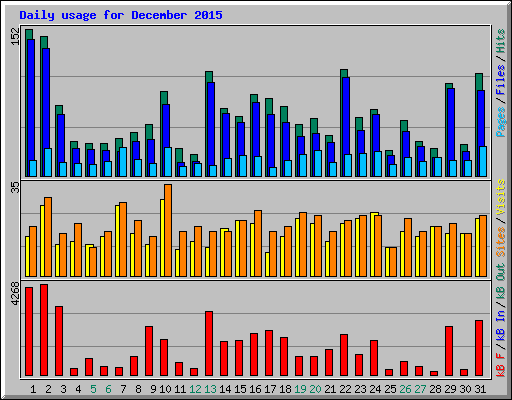 Daily usage for December 2015
152
Pages / Files / Hits
35
Sites / Visits
4268
kB F / kB In / kB Out
1 2 3 4 5 6 7 8 9 10 11 12 13 14 15 16 17 18 19 20 21 22 23 24 25 26 27 28 29 30 31